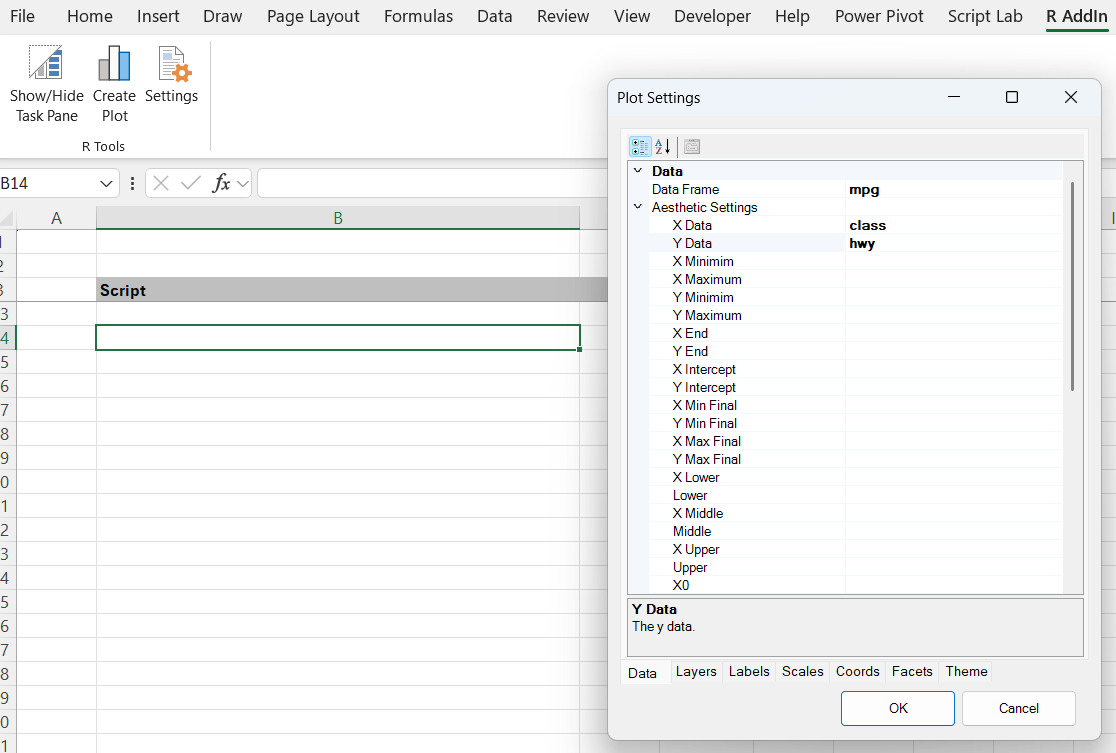 File Home Insert Draw Page Layout Formulas Data Review View Developer Help Power Pivot Script Lab R AddIn
Show/Hide Task Pane
Create Plot
Settings
R Tools
B14
fx
A B
1
2
3
3
4
5
6
7
8
9
0
1
2
3
4
5
6
7
8
9
0
1
Script
Plot Settings
Data
Data Frame mpg
Aesthetic Settings
X Data class
Y Data hwy
X Minimim
X Maximum
Y Minimim
Y Maximum
X End
Y End
X Intercept
Y Intercept
X Min Final
Y Min Final
X Max Final
Y Max Final
X Lower
Lower
X Middle
Middle
X Upper
Upper
X0
Y Data
The y data.
Data Layers Labels Scales Coords Facets Theme
OK Cancel